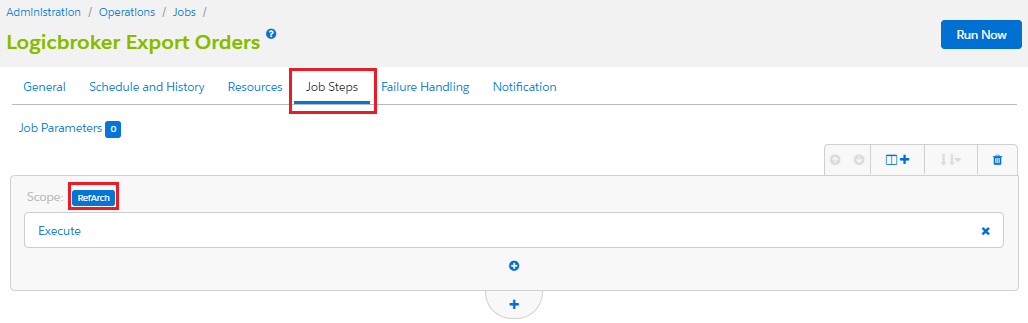 Administration / Operations / Jobs /
Logicbroker Export Orders ?
Run Now
General Schedule and History Resources Job Steps Failure Handling Notification
Job Parameters 0
Scope: RefArch
Execute